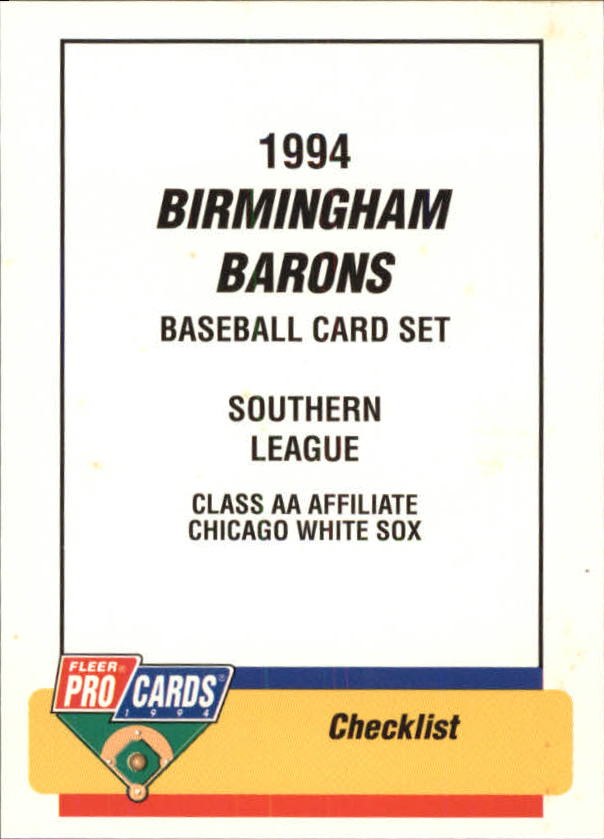 1994
BIRMINGHAM
BARONS
BASEBALL CARD SET
SOUTHERN
LEAGUE
CLASS AA AFFILIATE
CHICAGO WHITE SOX
FLEER®
PRO CARDS®
1994
Checklist